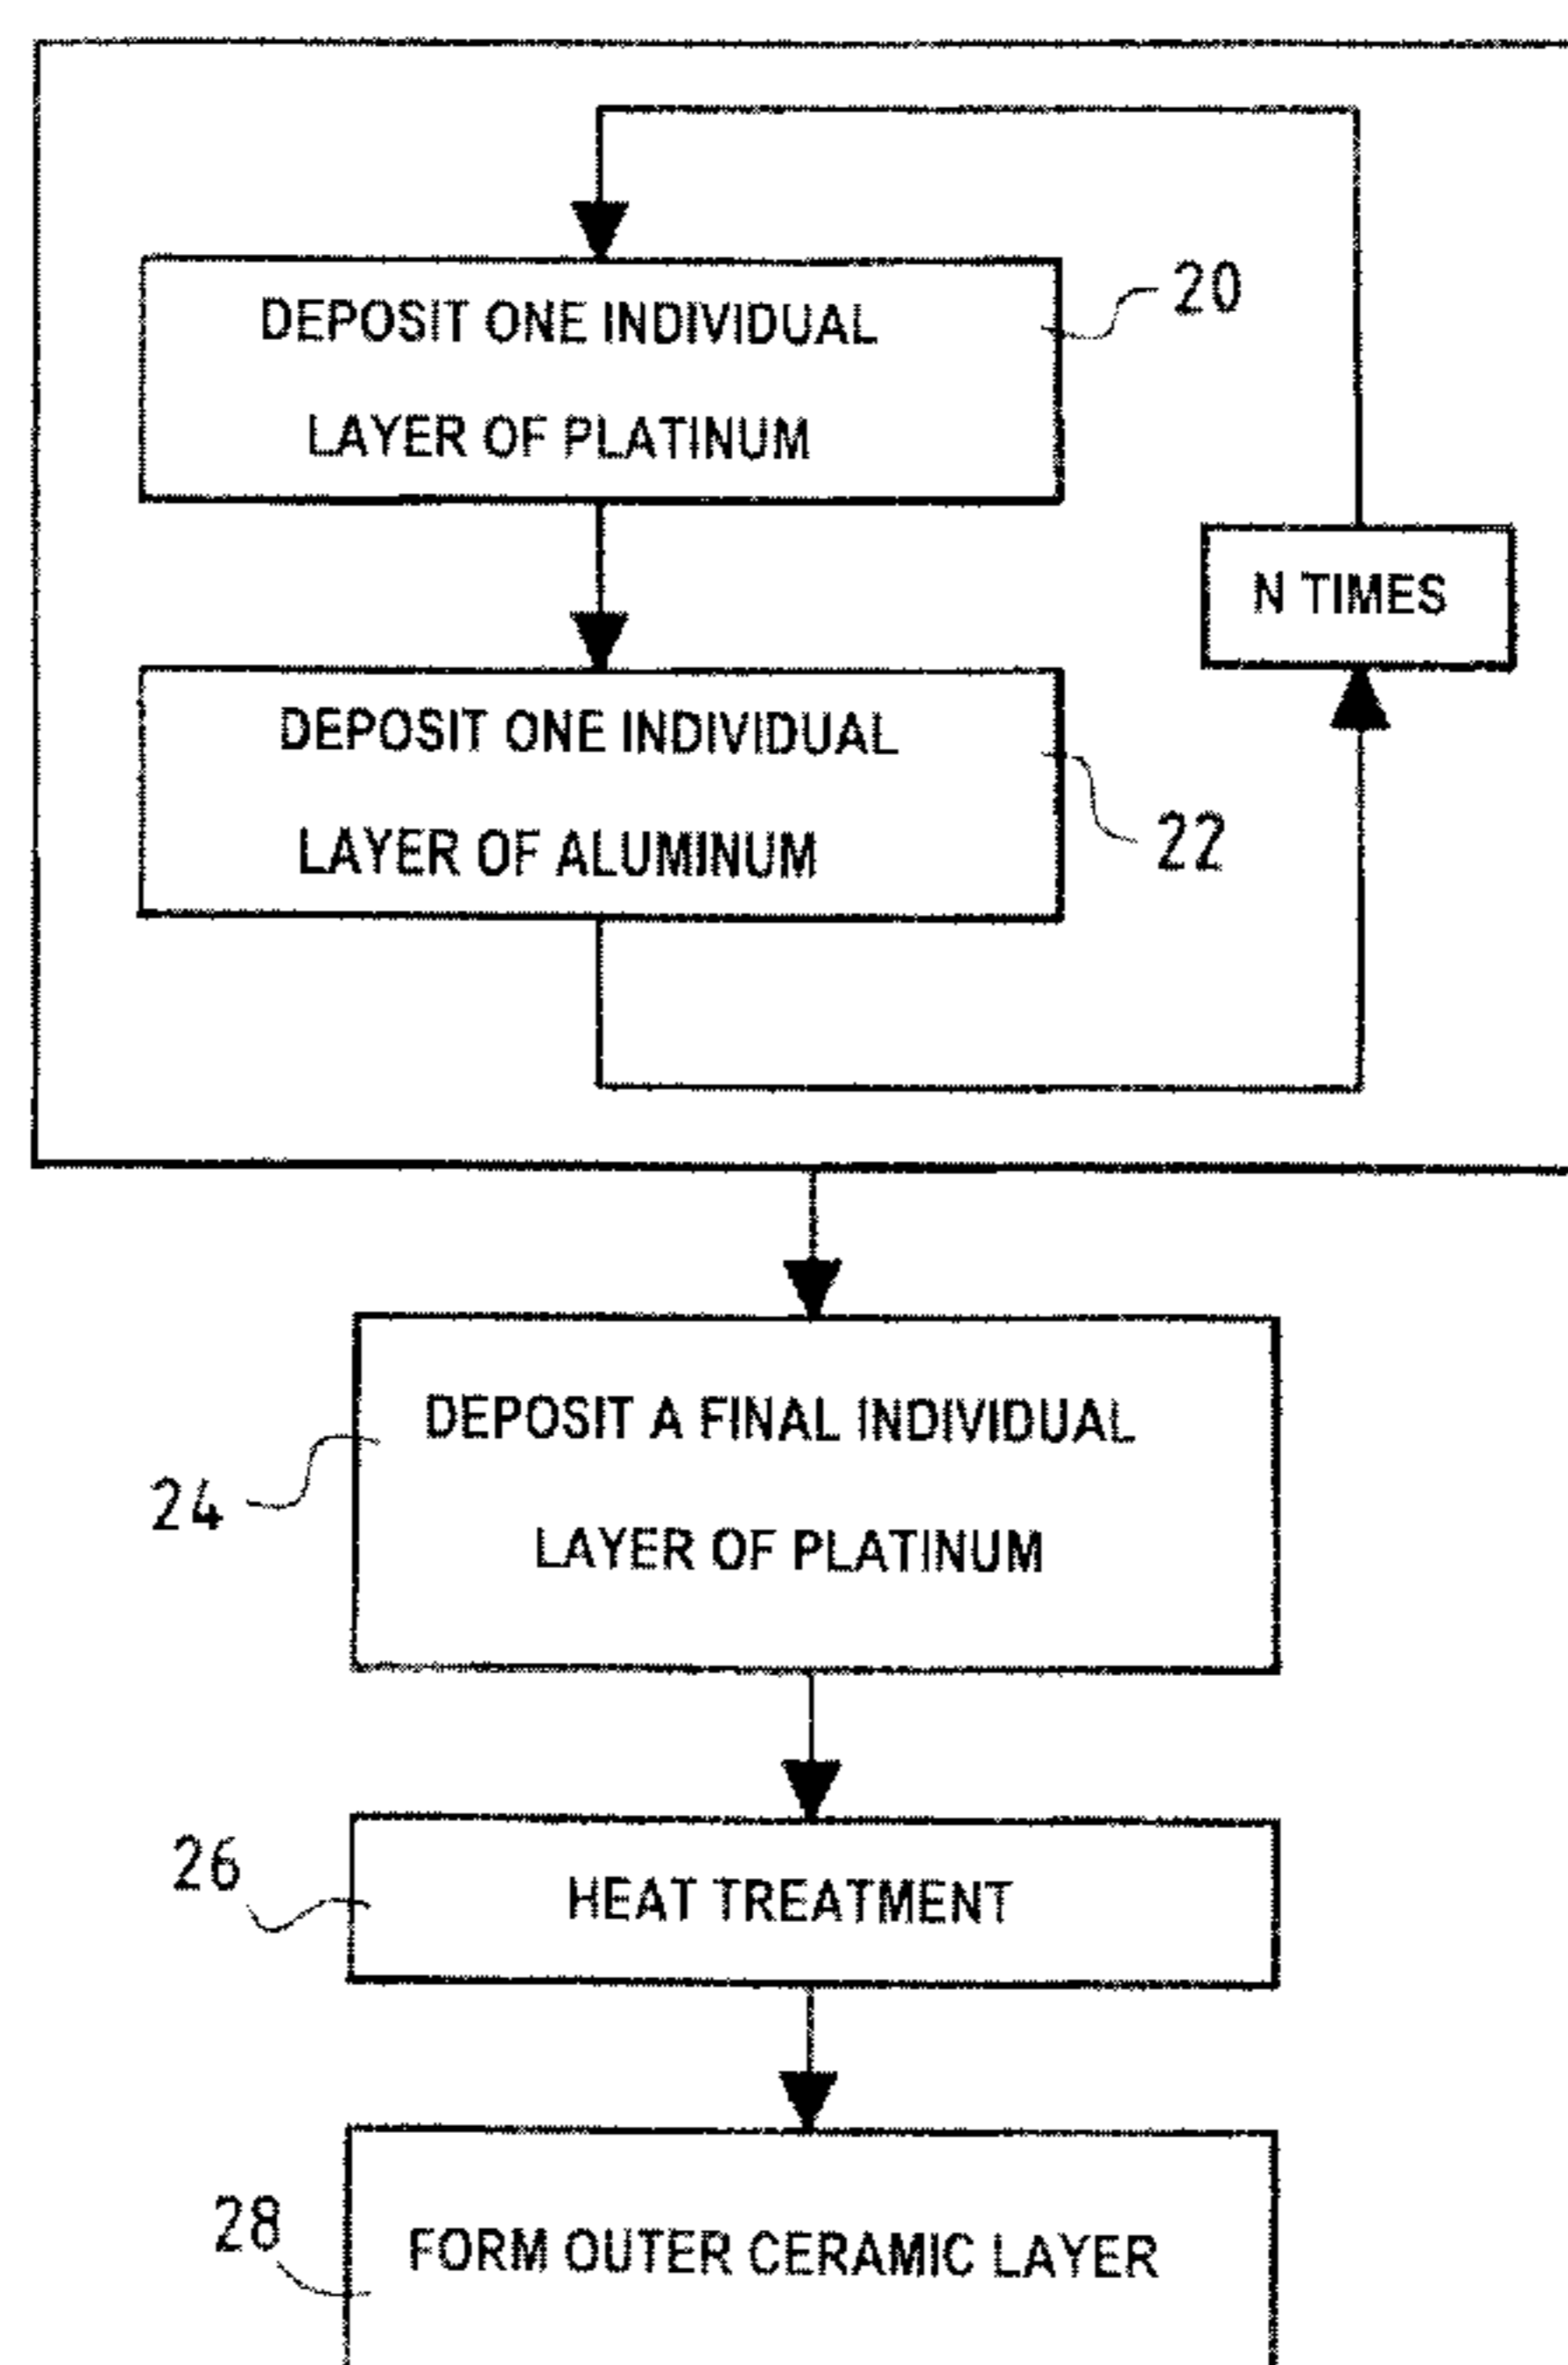 DEPOSIT ONE INDIVIDUAL
LAYER OF PLATINUM
20
N TIMES
DEPOSIT ONE INDIVIDUAL
LAYER OF ALUMINUM
22
DEPOSIT A FINAL INDIVIDUAL
LAYER OF PLATINUM
24
HEAT TREATMENT
26
FORM OUTER CERAMIC LAYER
28